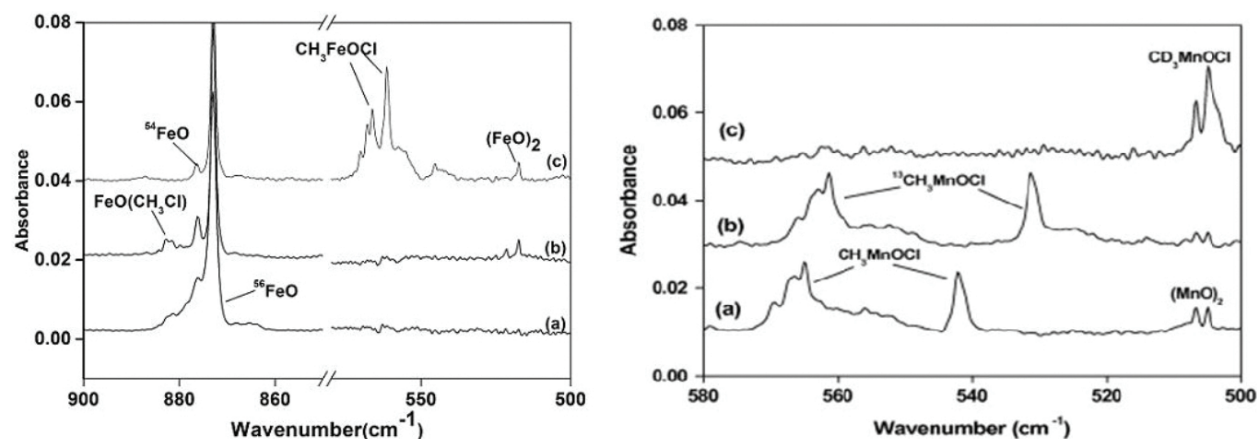 0.08
0.06
0.04
0.02
0.00
Absorbance
CH₃FeOCl
⁵⁴FeO
(FeO)₂
(c)
FeO(CH₃Cl)
(b)
⁵⁶FeO
(a)
900 880 860 550 500
Wavenumber(cm⁻¹)
0.08
0.06
0.04
0.02
0.00
Absorbance
CD₃MnOCl
(c)
¹³CH₃MnOCl
(b)
CH₃MnOCl
(MnO)₂
(a)
580 560 540 520 500
Wavenumber (cm⁻¹)